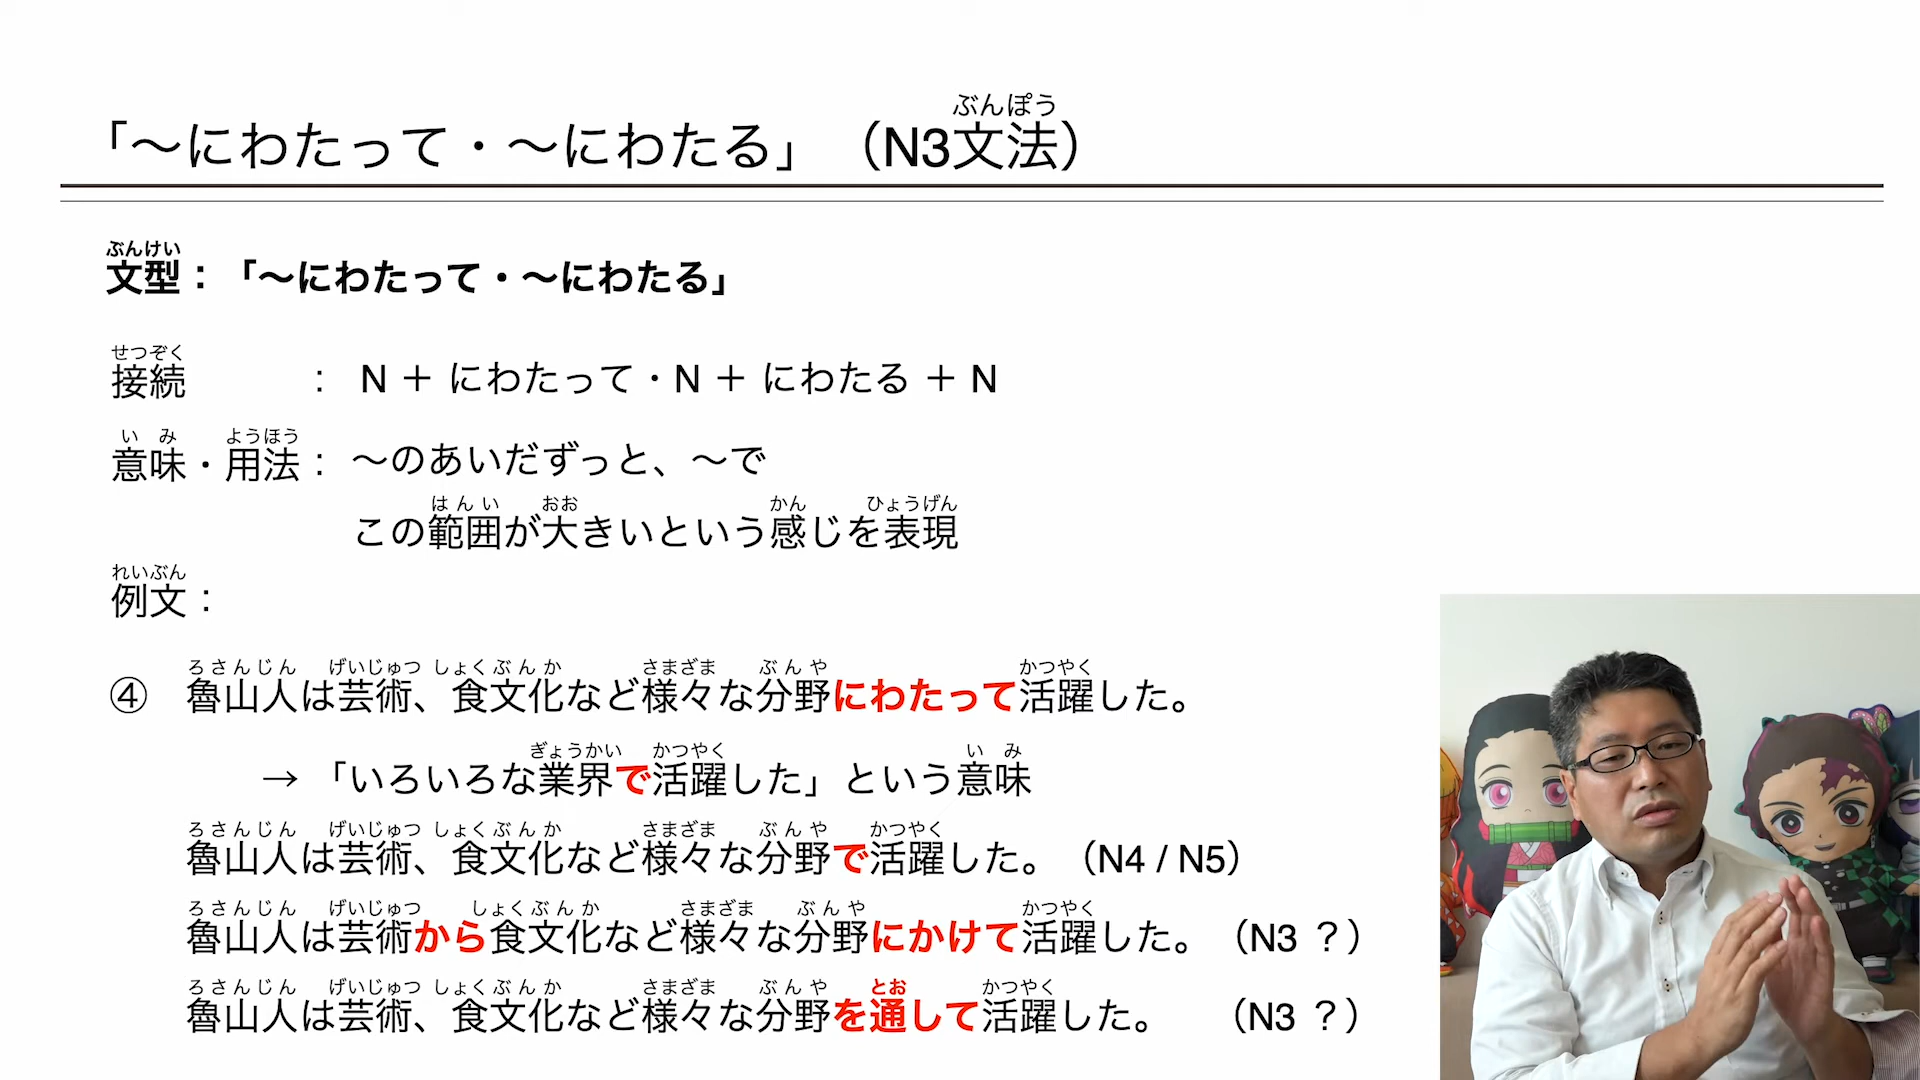 「～にわたって・～にわたる」（N3文法）
ぶんぽう
ぶんけい
文型：「～にわたって・～にわたる」
せつぞく
接続 ： N ＋ にわたって・N ＋ にわたる ＋ N
いみ ようほう
意味・用法：～のあいだずっと、～で
はんい おお かん ひょうげん
この範囲が大きいという感じを表現
れいぶん
例文：
ろさんじん げいじゅつ しょくぶんか さまざま ぶんや かつやく
④ 魯山人は芸術、食文化など様々な分野にわたって活躍した。
ぎょうかい かつやく いみ
→「いろいろな業界で活躍した」という意味
ろさんじん げいじゅつ しょくぶんか さまざま ぶんや かつやく
魯山人は芸術、食文化など様々な分野で活躍した。（N4 / N5）
ろさんじん げいじゅつ しょくぶんか さまざま ぶんや かつやく
魯山人は芸術から食文化など様々な分野にかけて活躍した。（N3 ？）
ろさんじん げいじゅつ しょくぶんか さまざま ぶんや とお かつやく
魯山人は芸術、食文化など様々な分野を通して活躍した。（N3 ？）